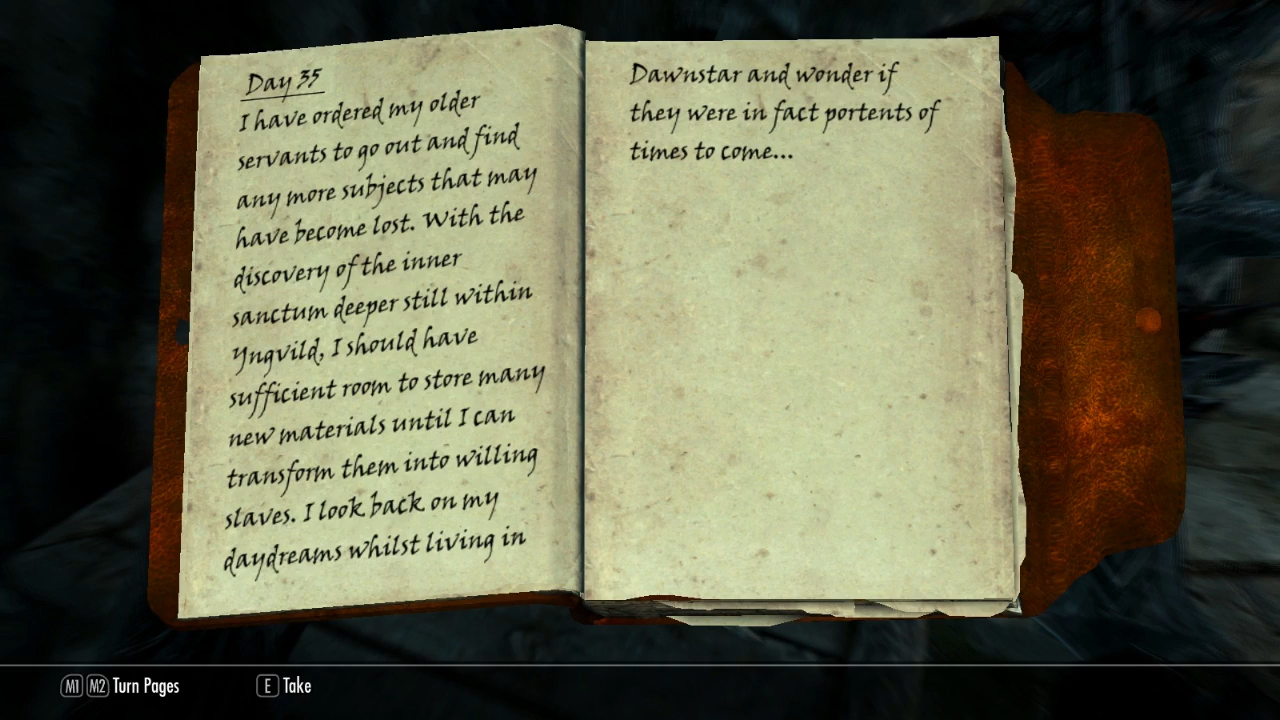 Day 35
I have ordered my older
servants to go out and find
any more subjects that may
have become lost. With the
discovery of the inner
sanctum deeper still within
Yngvild, I should have
sufficient room to store many
new materials until I can
transform them into willing
slaves. I look back on my
daydreams whilst living in
Dawnstar and wonder if
they were in fact portents of
times to come...
M1 M2 Turn Pages
E Take